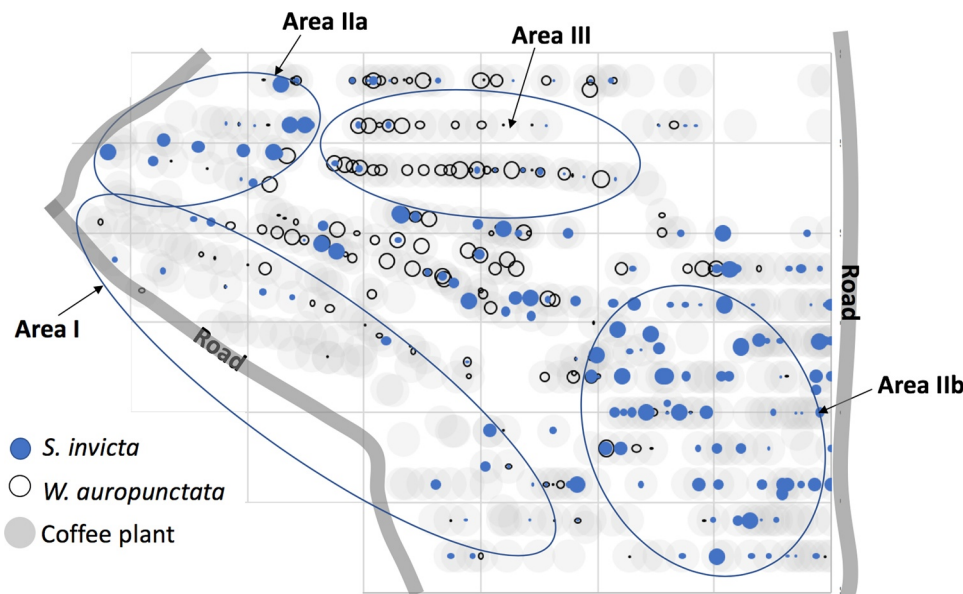 Area IIa
Area III
Area I
Road
Road
Area IIb
S. invicta
W. auropunctata
Coffee plant